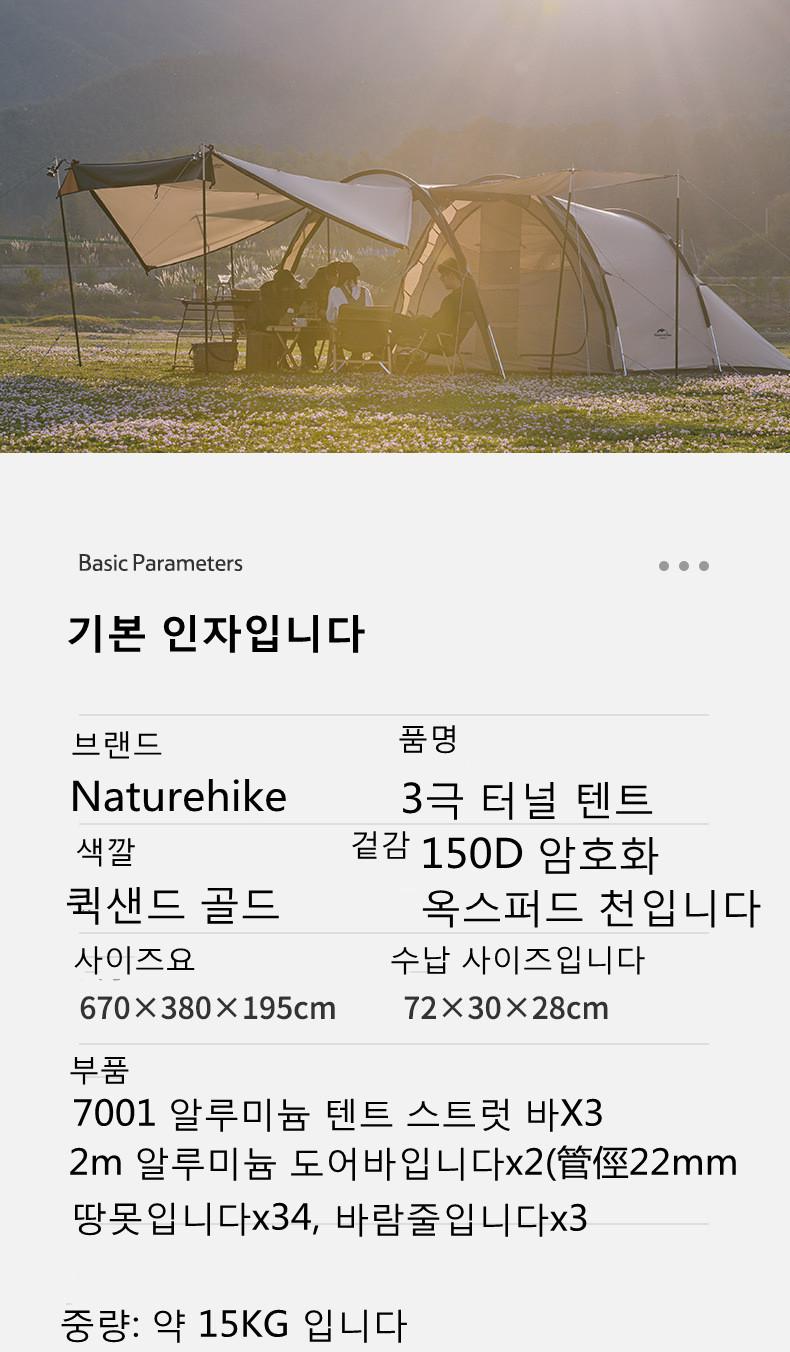 Basic Parameters
기본 인자입니다
브랜드
품명
Naturehike
3극 터널 텐트
색깔
겉감 150D 암호화
퀵샌드 골드
옥스퍼드 천입니다
사이즈요
수납 사이즈입니다
670×380×195cm
72×30×28cm
부품
7001 알루미늄 텐트 스트럿 바X3
2m 알루미늄 도어바입니다x2(管俓22mm
땅못입니다x34, 바람줄입니다x3
중량: 약 15KG 입니다